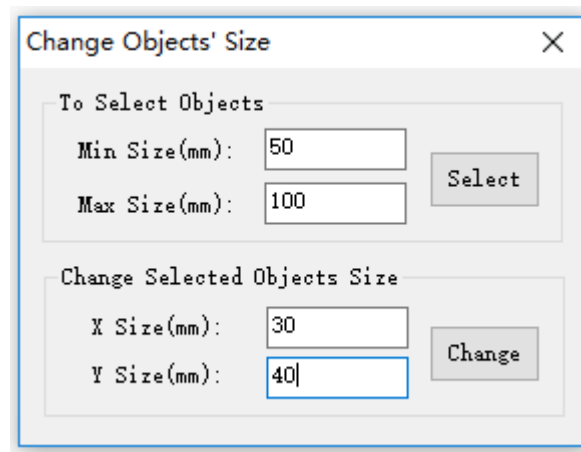 Change Objects' Size
To Select Objects
Min Size(mm): 50
Select
Max Size(mm): 100
Change Selected Objects Size
X Size(mm): 30
Change
Y Size(mm): 40